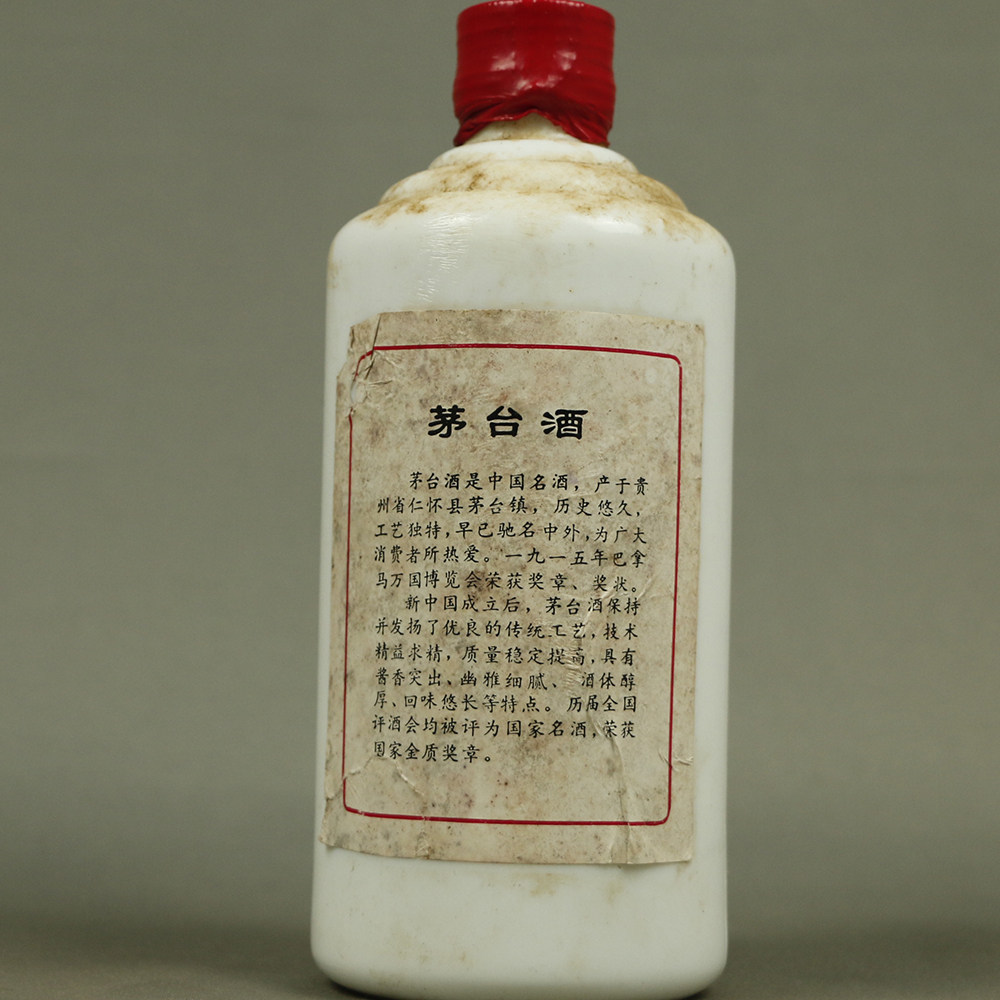 茅台酒
茅台酒是中国名酒，产于贵
州省仁怀县茅台镇，历史悠久，
工艺独特，早已驰名中外，为广大
消费者所热爱。一九一五年巴拿
马万国博览会荣获奖章、奖状。
新中国成立后，茅台酒保持
并发扬了优良的传统工艺，技术
精益求精，质量稳定提高，具有
酱香突出、幽雅细腻、酒体醇
厚、回味悠长等特点。历届全国
评酒会均被评为国家名酒，荣获
国家金质奖章。